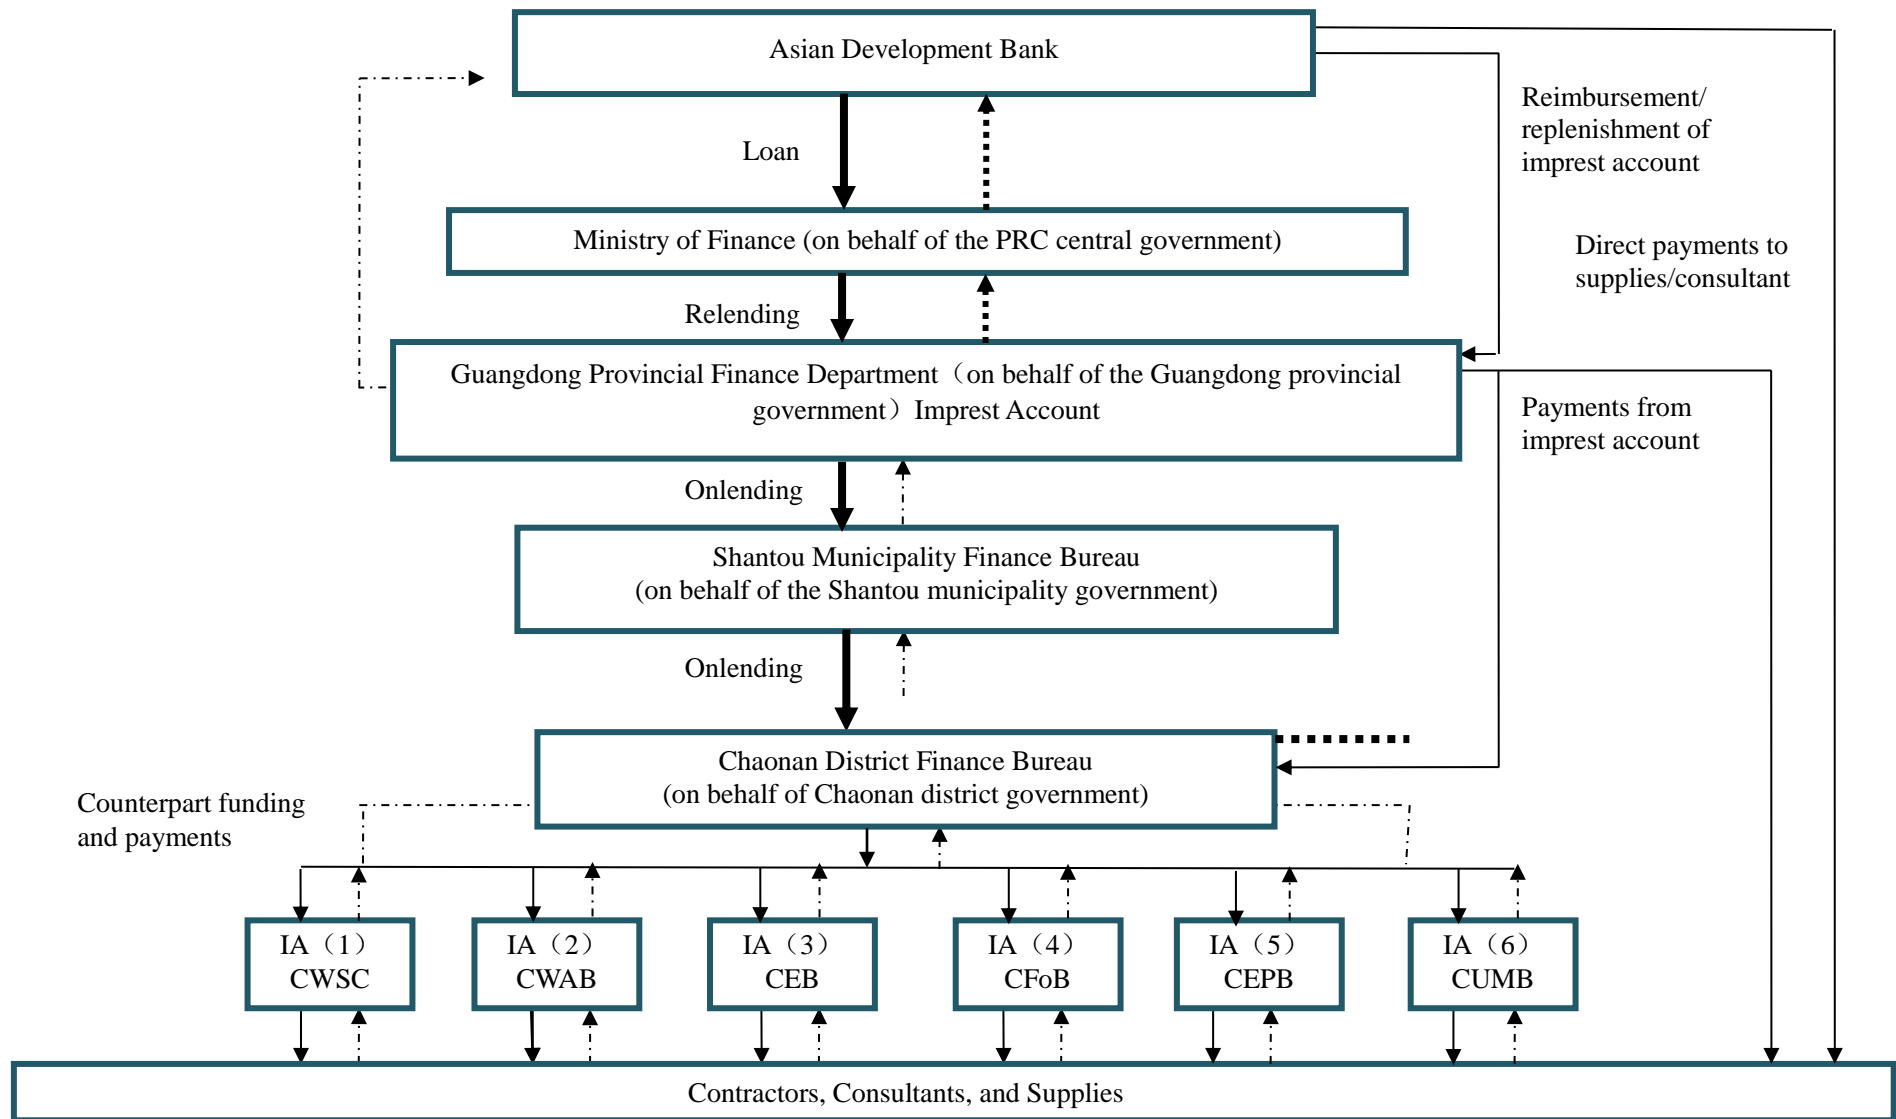 Asian Development Bank
Reimbursement/
replenishment of
imprest account
Loan
Ministry of Finance (on behalf of the PRC central government)
Direct payments to
supplies/consultant
Relending
Guangdong Provincial Finance Department（on behalf of the Guangdong provincial
government）Imprest Account
Payments from
imprest account
Onlending
Shantou Municipality Finance Bureau
(on behalf of the Shantou municipality government)
Onlending
Chaonan District Finance Bureau
(on behalf of Chaonan district government)
Counterpart funding
and payments
IA（1）
CWSC
IA（2）
CWAB
IA（3）
CEB
IA（4）
CFoB
IA（5）
CEPB
IA（6）
CUMB
Contractors, Consultants, and Supplies